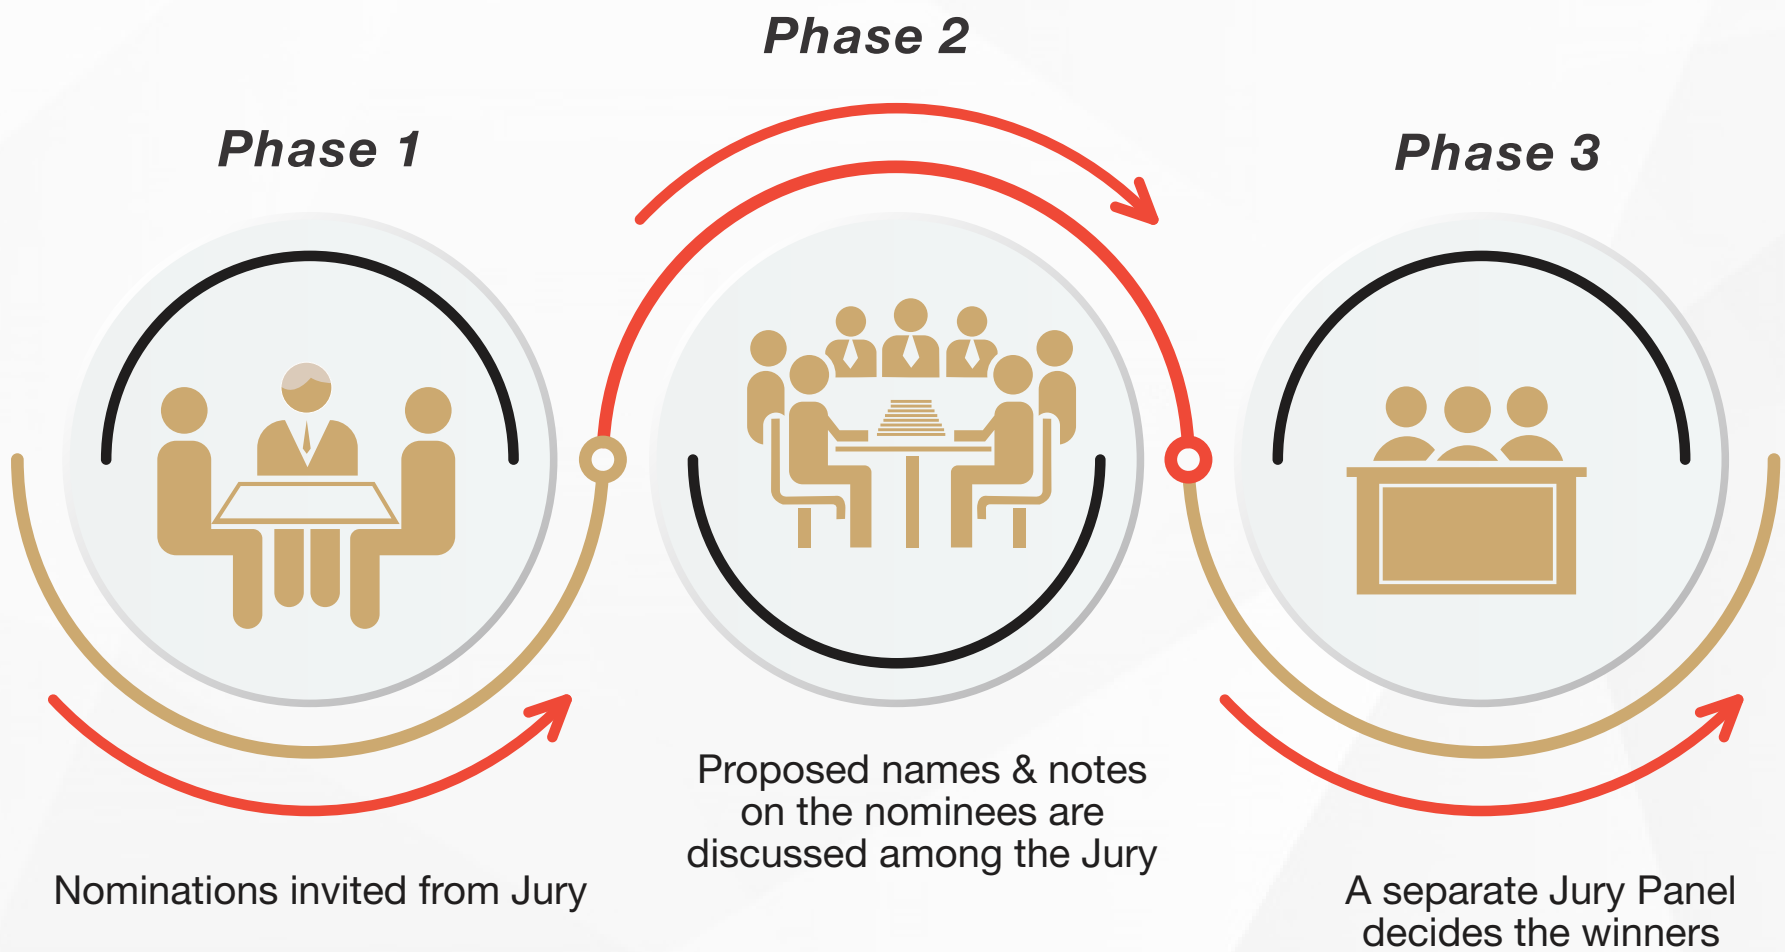 Phase 1
Nominations invited from Jury
Phase 2
Proposed names & notes
on the nominees are
discussed among the Jury
Phase 3
A separate Jury Panel
decides the winners